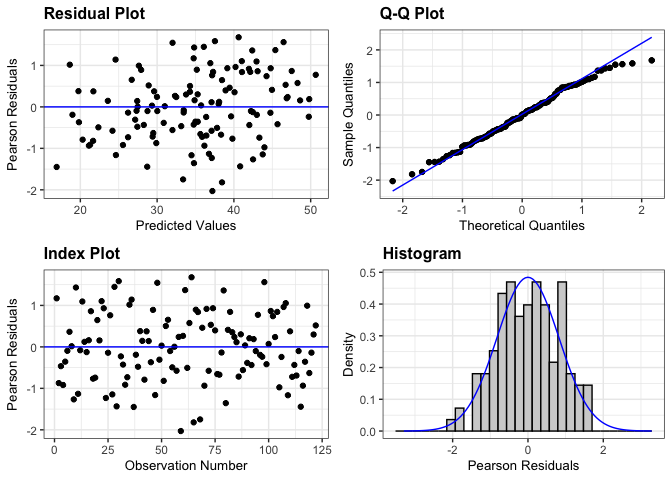 Residual Plot
Pearson Residuals
1
0
-1
-2
20 30 40 50
Predicted Values
Q-Q Plot
Sample Quantiles
2
1
0
-1
-2
-2 -1 0 1 2
Theoretical Quantiles
Index Plot
Pearson Residuals
1
0
-1
-2
0 25 50 75 100 125
Observation Number
Histogram
Density
0.5
0.4
0.3
0.2
0.1
0.0
-2 0 2
Pearson Residuals